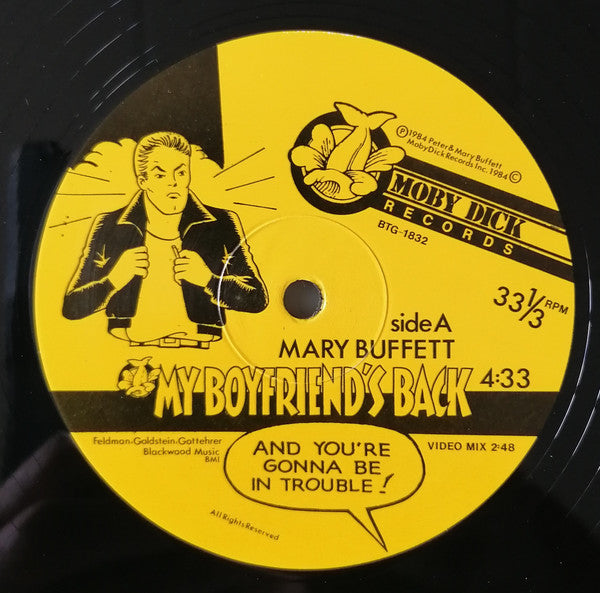 ℗1984 Peter & Mary Buffett
MobyDick Records Inc. 1984©
MOBY DICK
RECORDS
BTG-1832
33⅓ RPM
side A
MARY BUFFETT
MY BOYFRIEND'S BACK 4:33
Feldman-Goldstein-Gottehrer
Blackwood Music
BMI
VIDEO MIX 2:48
AND YOU'RE
GONNA BE
IN TROUBLE!
All Rights Reserved